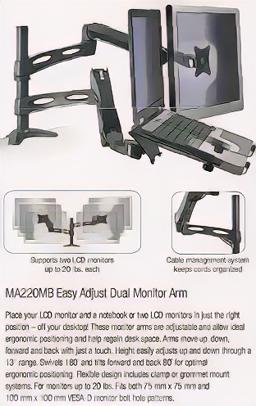 Supports two LCD monitors
up to 20 lbs. each
Cable management system
keeps cords organized
MA220MB Easy Adjust Dual Monitor Arm
Place your LCD monitor and a notebook or two LCD monitors in just the right
position – off your desktop! These monitor arms are adjustable and allow ideal
ergonomic positioning and help regain desk space. Arms move up, down,
forward and back with just a touch. Height easily adjusts up and down through a
13" range. Swivels 180° and tilts forward and back 80° for optimal
ergonomic positioning. Flexible design includes clamp or grommet mount
systems. For monitors up to 20 lbs. Fits both 75 mm x 75 mm and
100 mm x 100 mm VESA D monitor bolt hole patterns.